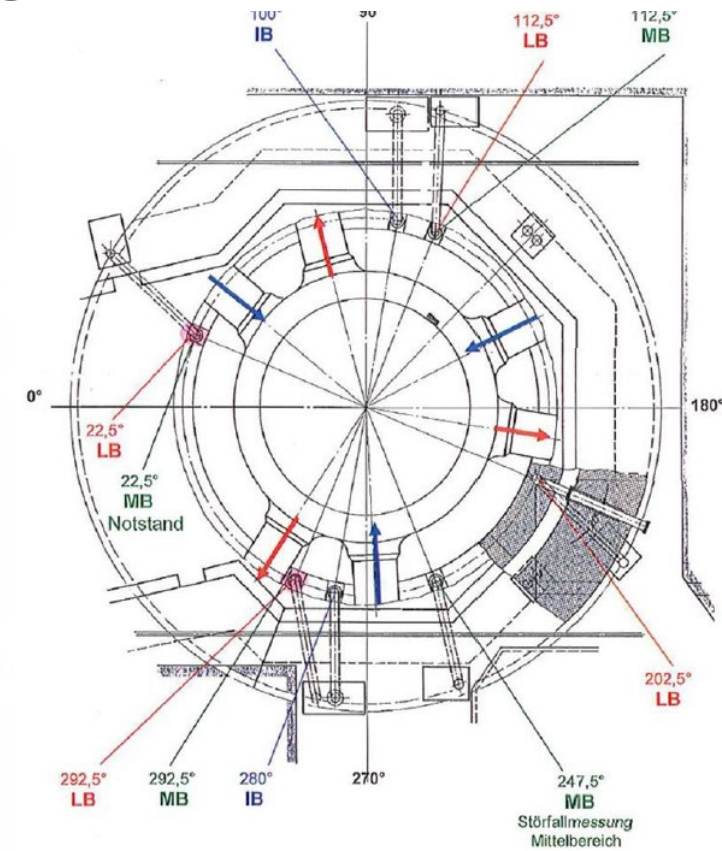 100°
IB
90
112,5°
LB
112,5°
MB
0°
180°
22,5°
LB
22,5°
MB
Notstand
202,5°
LB
292,5°
LB
292,5°
MB
280°
IB
270°
247,5°
MB
Störfallmessung
Mittelbereich